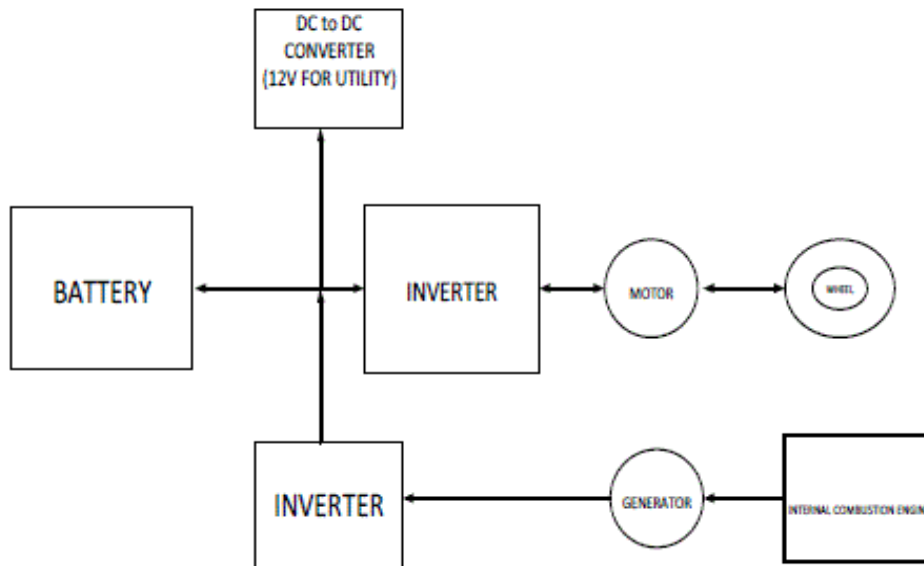 DC to DC
CONVERTER
(12V FOR UTILITY)
BATTERY
INVERTER
MOTOR
WHEEL
INVERTER
GENERATOR
INTERNAL COMBUSTION ENGIN